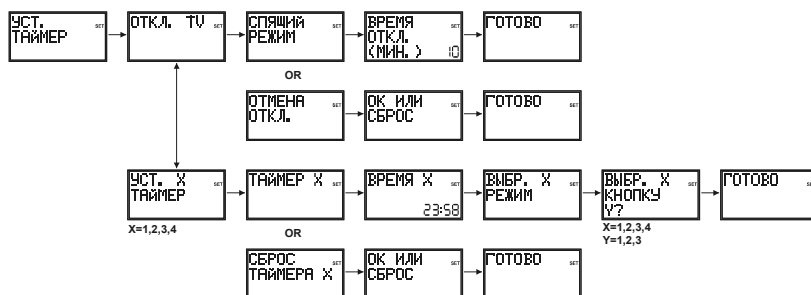 УСТ. SET
ТАЙМЕР
ОТКЛ. TV SET
СПЯЩИЙ SET
РЕЖИМ
ВРЕМЯ SET
ОТКЛ.
(МИН.) 10
ГОТОВО SET
OR
ОТМЕНА SET
ОТКЛ.
ОК ИЛИ SET
СБРОС
ГОТОВО SET
УСТ. X SET
ТАЙМЕР
X=1,2,3,4
ТАЙМЕР X SET
ВРЕМЯ X SET
23:58
ВЫБР. X SET
РЕЖИМ
ВЫБР. X SET
КНОПКУ
Y?
X=1,2,3,4
Y=1,2,3
ГОТОВО SET
OR
СБРОС SET
ТАЙМЕРА X
ОК ИЛИ SET
СБРОС
ГОТОВО SET